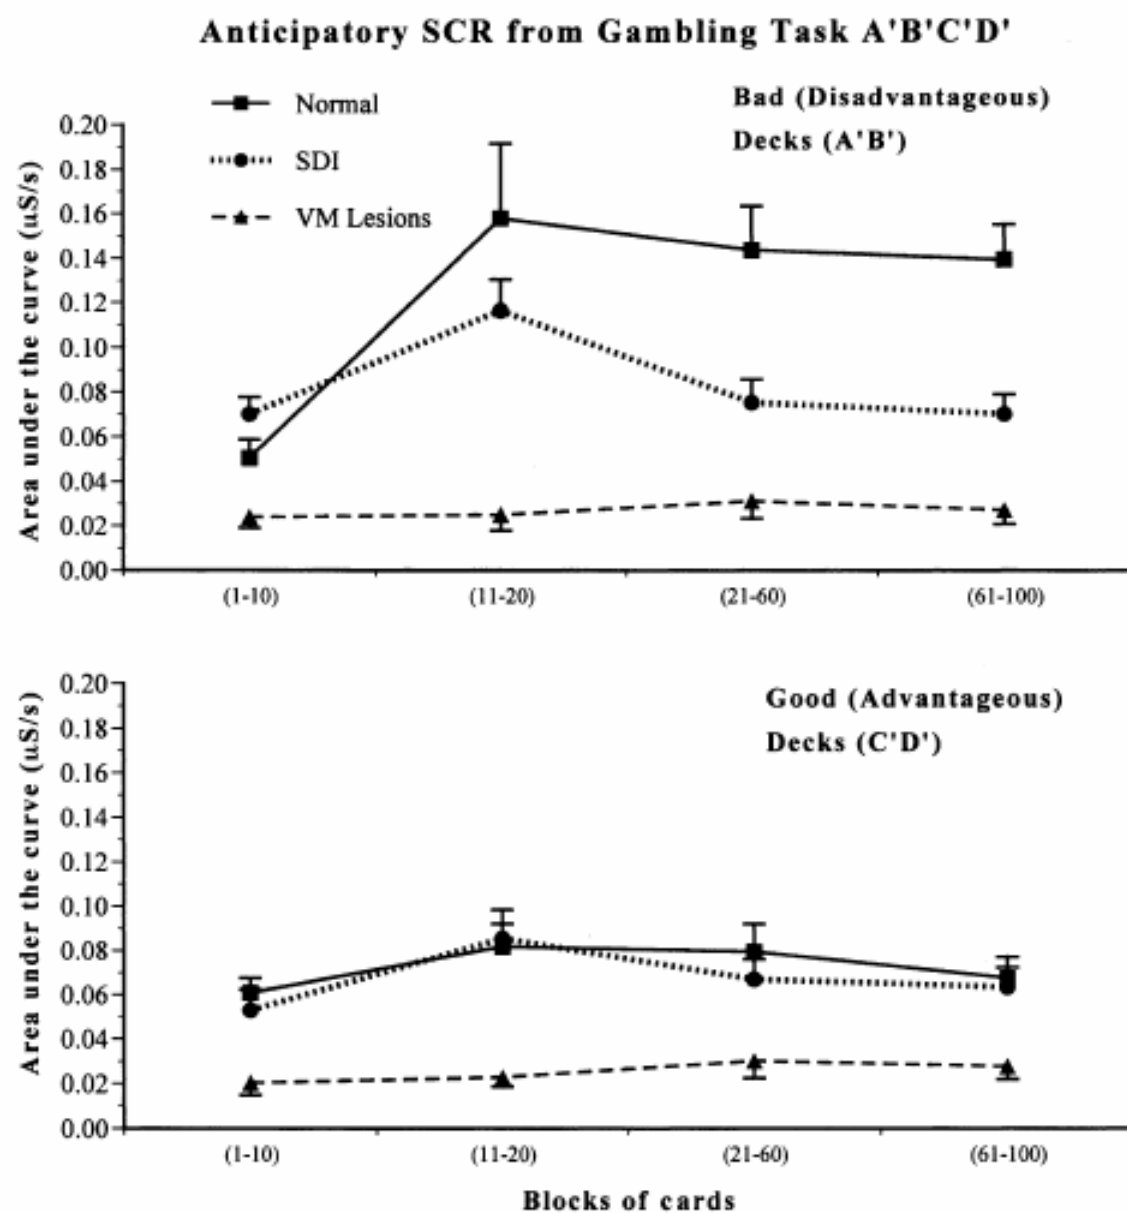 Anticipatory SCR from Gambling Task A'B'C'D'
Normal
SDI
VM Lesions
Bad (Disadvantageous)
Decks (A'B')
Area under the curve (uS/s)
0.20
0.18
0.16
0.14
0.12
0.10
0.08
0.06
0.04
0.02
0.00
(1-10)
(11-20)
(21-60)
(61-100)
Good (Advantageous)
Decks (C'D')
Area under the curve (uS/s)
0.20
0.18
0.16
0.14
0.12
0.10
0.08
0.06
0.04
0.02
0.00
(1-10)
(11-20)
(21-60)
(61-100)
Blocks of cards